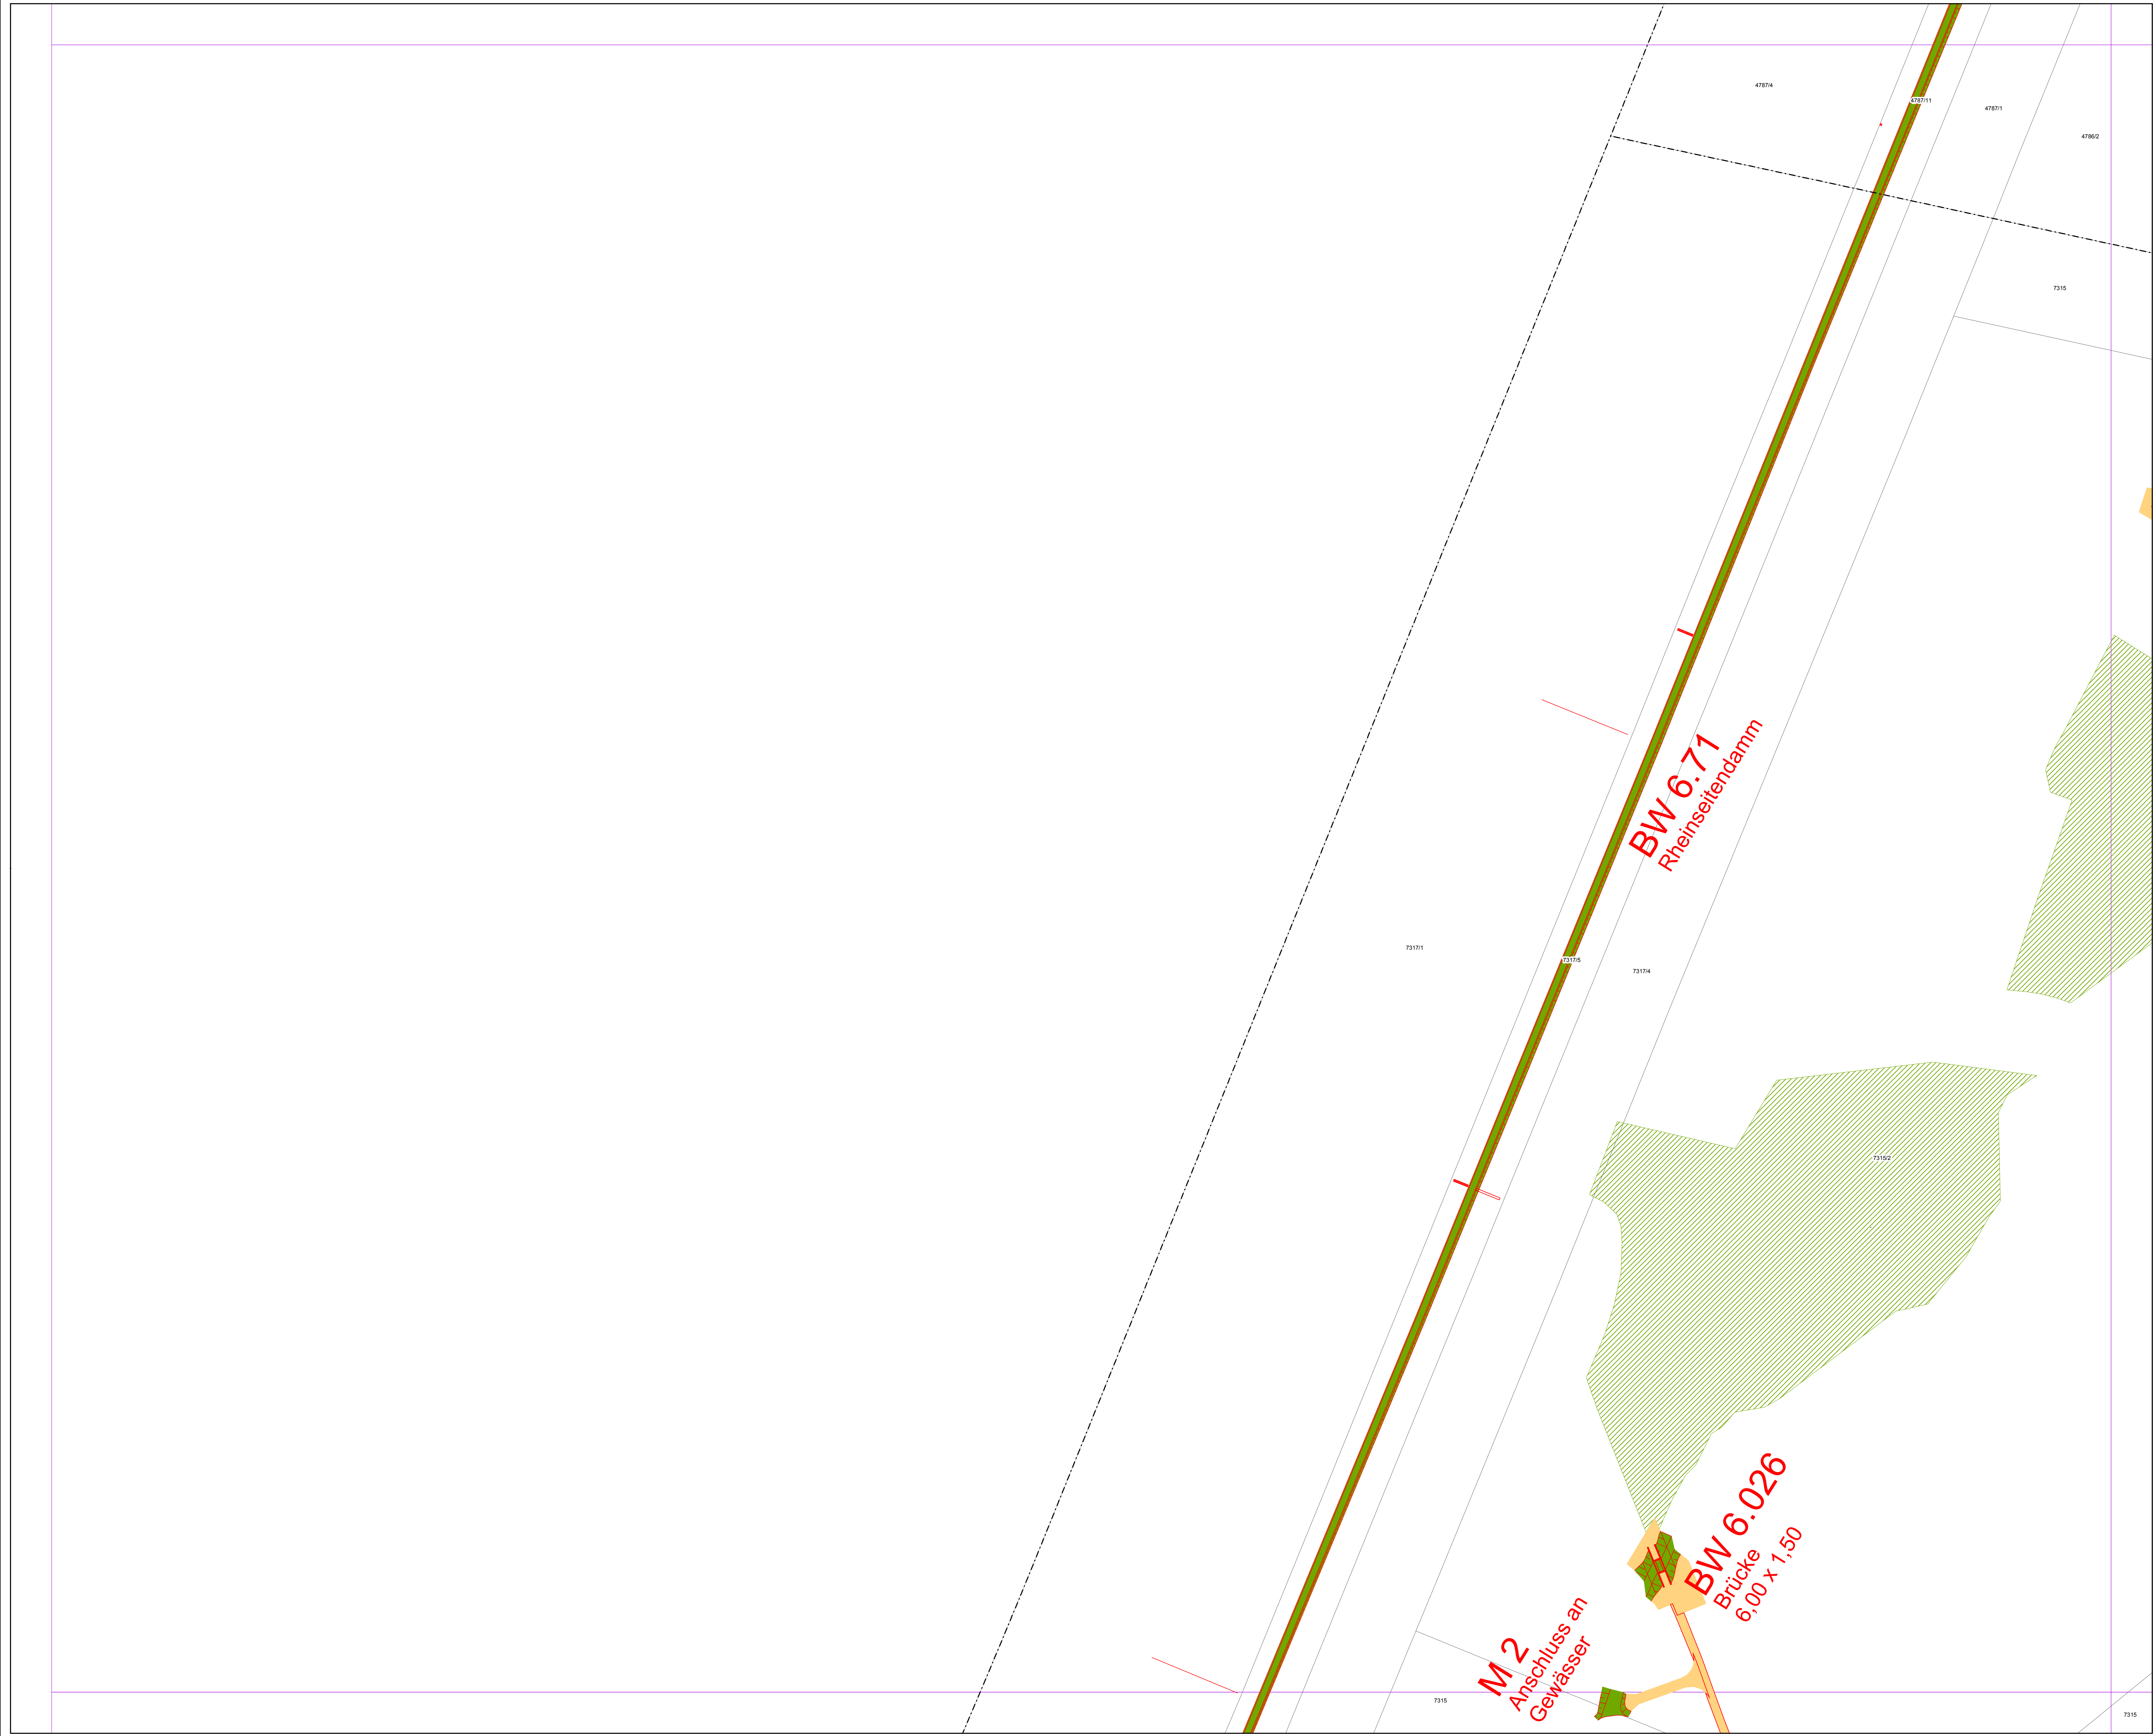 4787/4
4787/11
4787/1
4786/2
7315
BW 6.71
Rheinseitendamm
7317/1
7317/5
7317/4
7315/2
BW 6.026
Brücke
6,00 x 1,50
M 2
Anschluss an
Gewässer
7315
7315